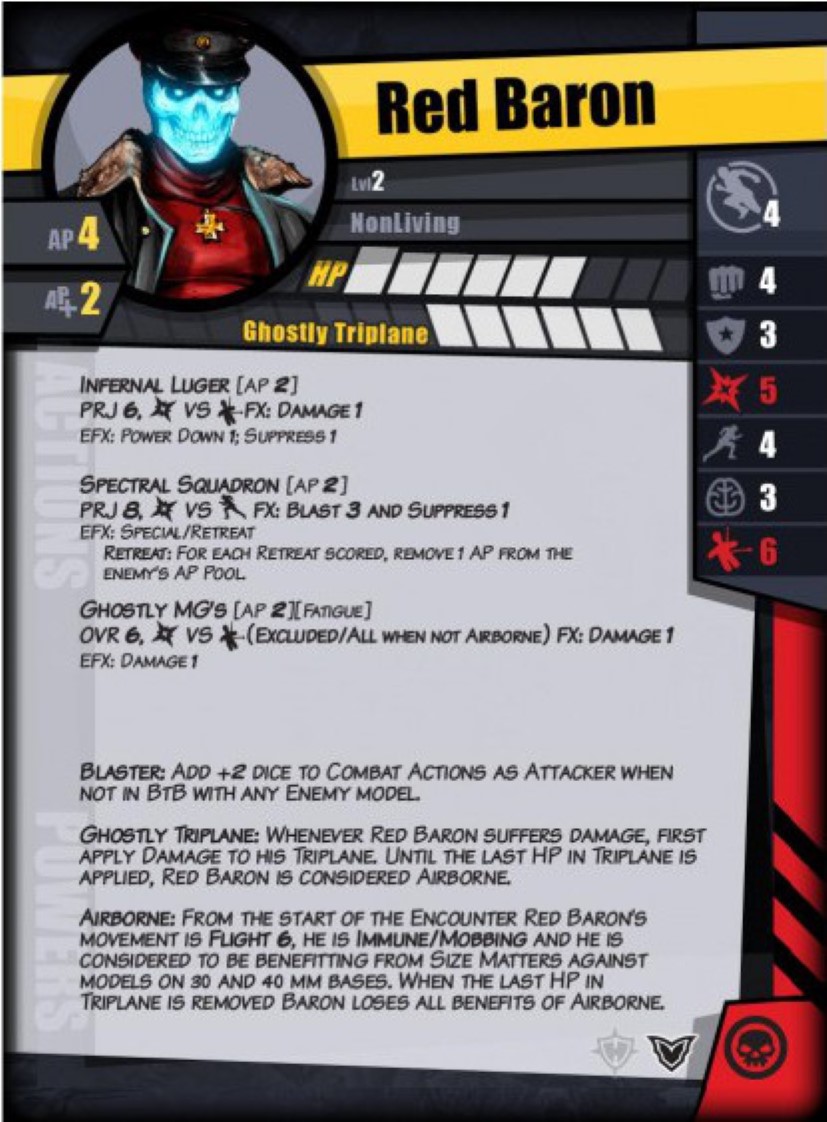 Red Baron
Lvl2
NonLiving
AP 4
AP+ 2
HP
Ghostly Triplane
4
4
3
5
4
3
6
ACTIONS
INFERNAL LUGER [AP 2]
PRJ 6, VS FX: DAMAGE 1
EFX: POWER DOWN 1; SUPPRESS 1
SPECTRAL SQUADRON [AP 2]
PRJ 8, VS FX: BLAST 3 AND SUPPRESS 1
EFX: SPECIAL/RETREAT
RETREAT: FOR EACH RETREAT SCORED, REMOVE 1 AP FROM THE
ENEMY'S AP POOL.
GHOSTLY MG'S [AP 2][FATIGUE]
OVR 6, VS (EXCLUDED/ALL WHEN NOT AIRBORNE) FX: DAMAGE 1
EFX: DAMAGE 1
POWERS
BLASTER: ADD +2 DICE TO COMBAT ACTIONS AS ATTACKER WHEN
NOT IN BTB WITH ANY ENEMY MODEL.
GHOSTLY TRIPLANE: WHENEVER RED BARON SUFFERS DAMAGE, FIRST
APPLY DAMAGE TO HIS TRIPLANE. UNTIL THE LAST HP IN TRIPLANE IS
APPLIED, RED BARON IS CONSIDERED AIRBORNE.
AIRBORNE: FROM THE START OF THE ENCOUNTER RED BARON'S
MOVEMENT IS FLIGHT 6, HE IS IMMUNE/MOBBING AND HE IS
CONSIDERED TO BE BENEFITTING FROM SIZE MATTERS AGAINST
MODELS ON 30 AND 40 MM BASES. WHEN THE LAST HP IN
TRIPLANE IS REMOVED BARON LOSES ALL BENEFITS OF AIRBORNE.